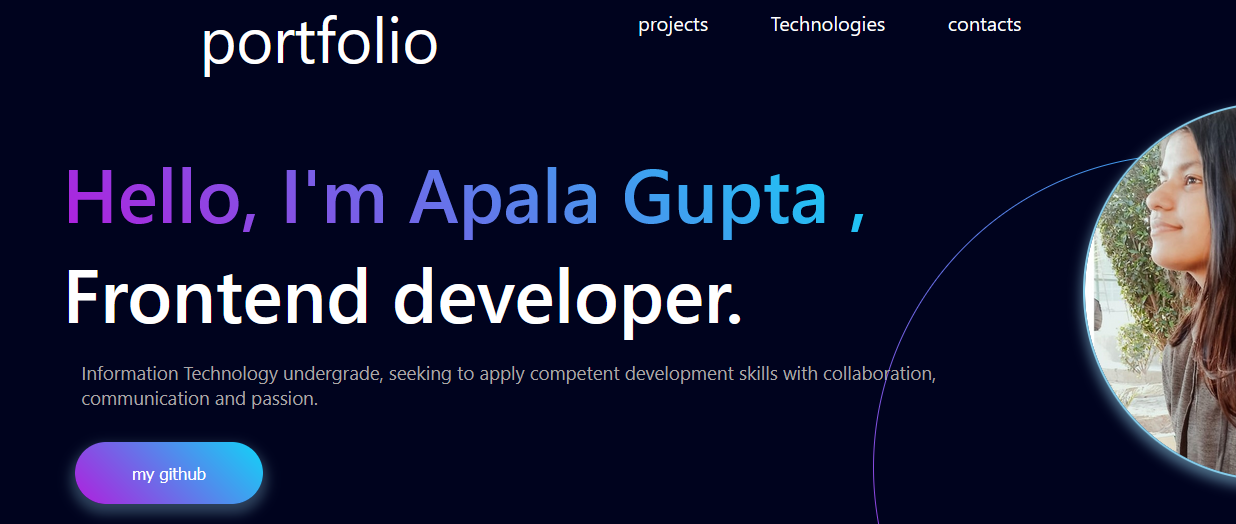 portfolio
projects Technologies contacts
Hello, I'm Apala Gupta ,
Frontend developer.
Information Technology undergrade, seeking to apply competent development skills with collaboration,
communication and passion.
my github